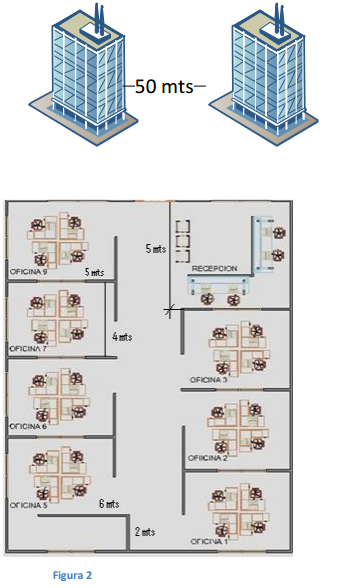 50 mts
5 mts
RECEPCION
OFICINA 9
5 mts
4 mts
OFICINA 7
OFICINA 3
OFICINA 6
OFICINA 2
OFICINA 5
6 mts
2 mts
OFICINA 1
Figura 2